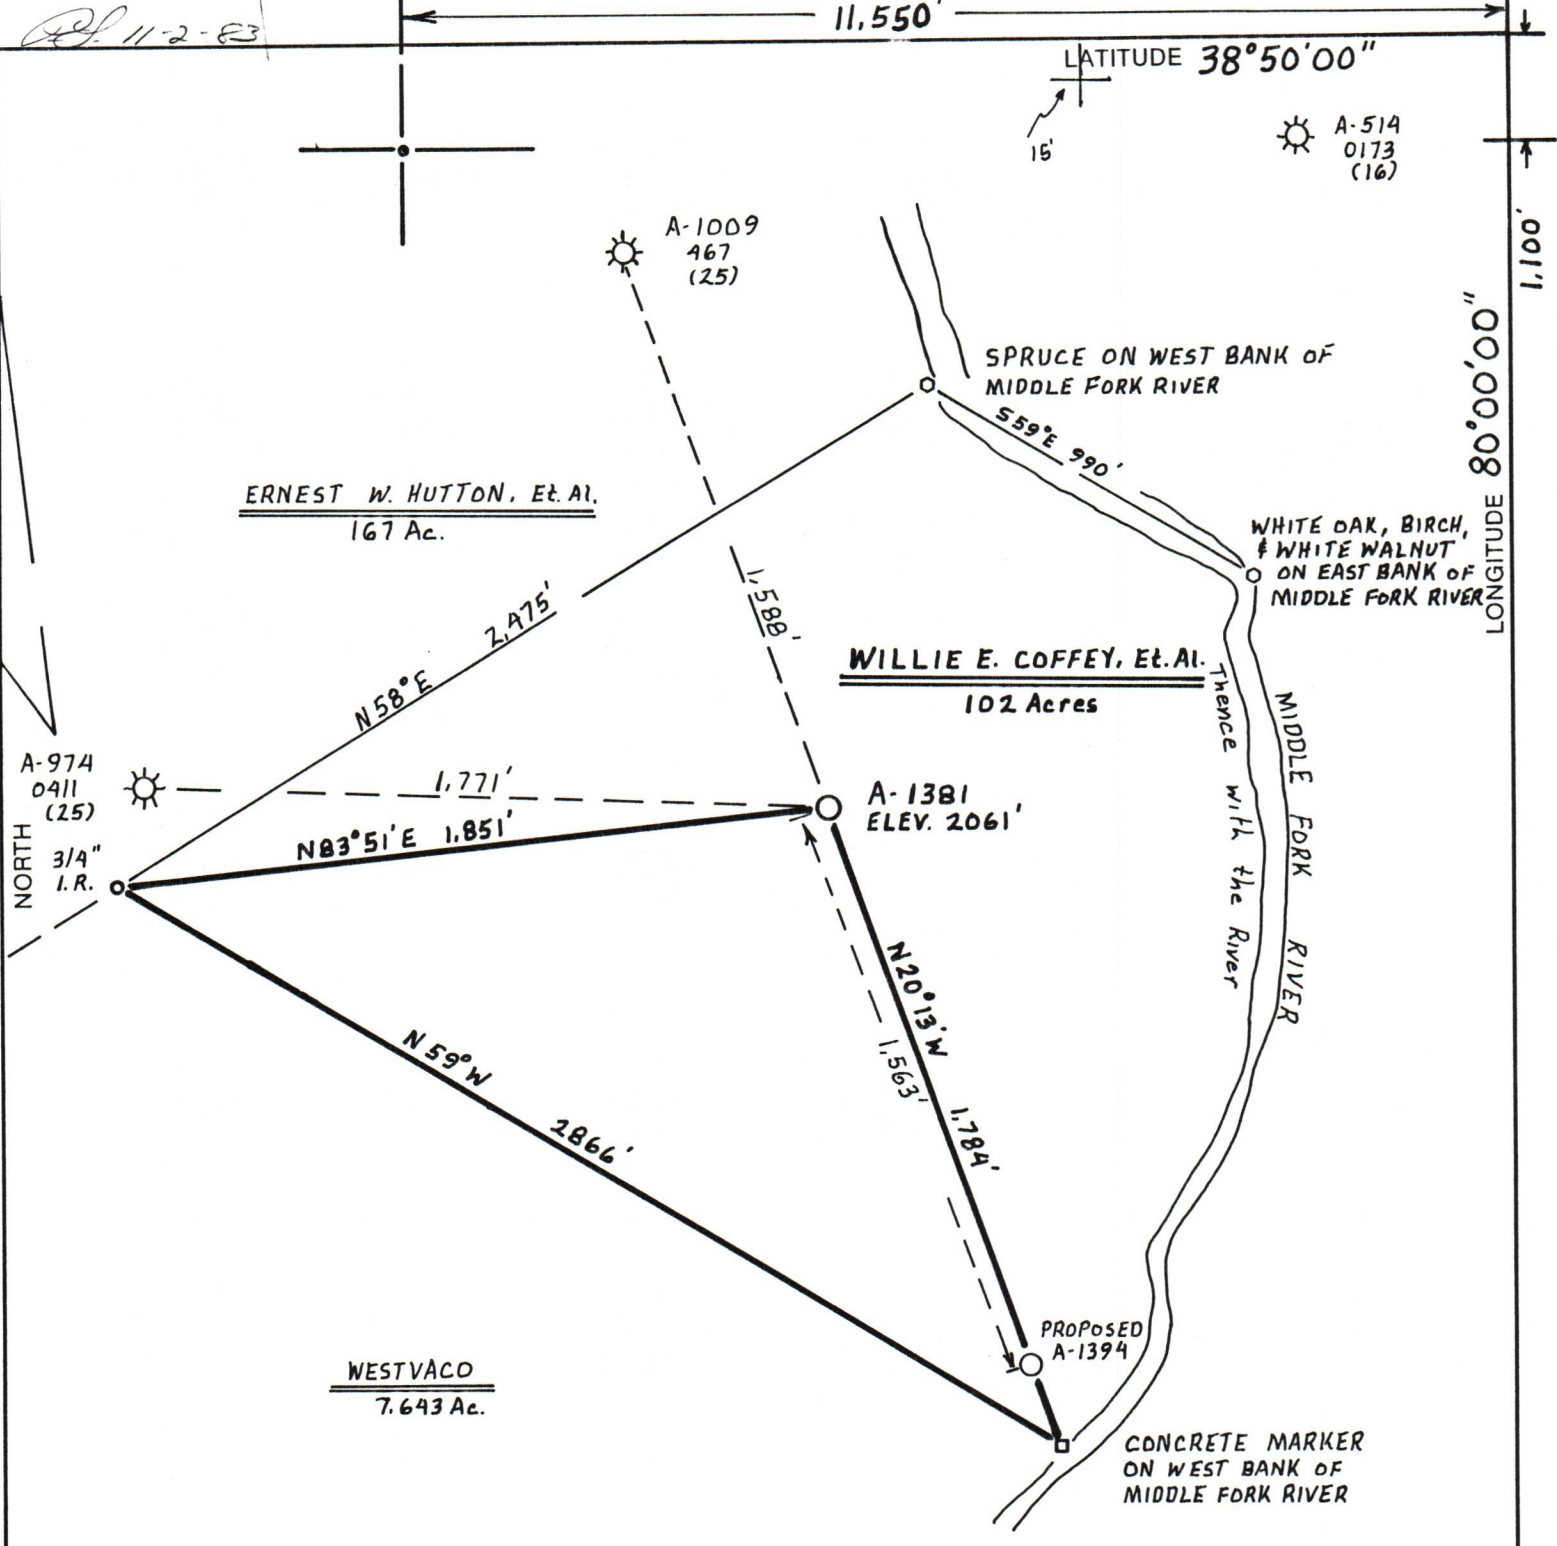 11-2-83
11,550'
LATITUDE 38°50'00"
15'
A-514
0173
(16)
1,100'
A-1009
467
(25)
SPRUCE ON WEST BANK OF
MIDDLE FORK RIVER
S59°E 990'
LONGITUDE 80°00'00"
ERNEST W. HUTTON, Et. Al.
167 Ac.
WHITE OAK, BIRCH,
& WHITE WALNUT
ON EAST BANK OF
MIDDLE FORK RIVER
N58°E 2,475'
1,588'
WILLIE E. COFFEY, Et. Al.
102 Acres
Thence with the River
MIDDLE FORK RIVER
A-974
0411
(25)
1,771'
A-1381
ELEV. 2061'
N83°51'E 1,851'
NORTH
3/4"
I.R.
N20°13'W 1,784'
1,563'
N59°W 2866'
PROPOSED
A-1394
WESTVACO
7,643 Ac.
CONCRETE MARKER
ON WEST BANK OF
MIDDLE FORK RIVER